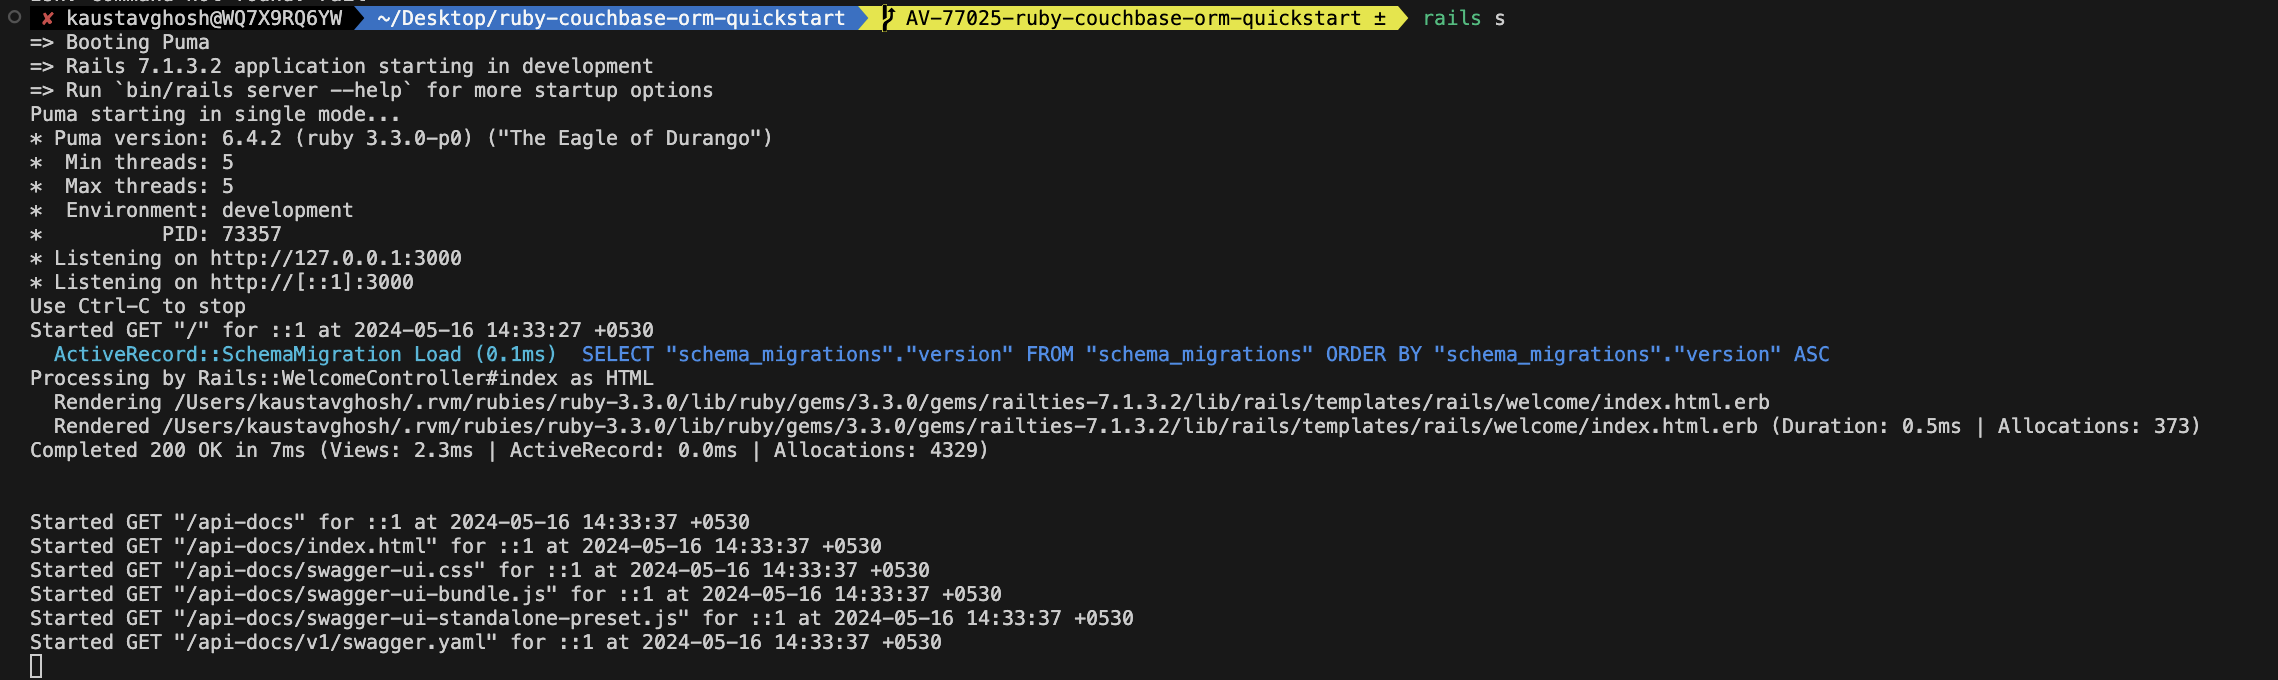 ✘ kaustavghosh@WQ7X9RQ6YW ~/Desktop/ruby-couchbase-orm-quickstart AV-77025-ruby-couchbase-orm-quickstart ± rails s
=> Booting Puma
=> Rails 7.1.3.2 application starting in development
=> Run `bin/rails server --help` for more startup options
Puma starting in single mode...
* Puma version: 6.4.2 (ruby 3.3.0-p0) ("The Eagle of Durango")
*  Min threads: 5
*  Max threads: 5
*  Environment: development
*          PID: 73357
* Listening on http://127.0.0.1:3000
* Listening on http://[::1]:3000
Use Ctrl-C to stop
Started GET "/" for ::1 at 2024-05-16 14:33:27 +0530
  ActiveRecord::SchemaMigration Load (0.1ms)  SELECT "schema_migrations"."version" FROM "schema_migrations" ORDER BY "schema_migrations"."version" ASC
Processing by Rails::WelcomeController#index as HTML
  Rendering /Users/kaustavghosh/.rvm/rubies/ruby-3.3.0/lib/ruby/gems/3.3.0/gems/railties-7.1.3.2/lib/rails/templates/rails/welcome/index.html.erb
  Rendered /Users/kaustavghosh/.rvm/rubies/ruby-3.3.0/lib/ruby/gems/3.3.0/gems/railties-7.1.3.2/lib/rails/templates/rails/welcome/index.html.erb (Duration: 0.5ms | Allocations: 373)
Completed 200 OK in 7ms (Views: 2.3ms | ActiveRecord: 0.0ms | Allocations: 4329)
Started GET "/api-docs" for ::1 at 2024-05-16 14:33:37 +0530
Started GET "/api-docs/index.html" for ::1 at 2024-05-16 14:33:37 +0530
Started GET "/api-docs/swagger-ui.css" for ::1 at 2024-05-16 14:33:37 +0530
Started GET "/api-docs/swagger-ui-bundle.js" for ::1 at 2024-05-16 14:33:37 +0530
Started GET "/api-docs/swagger-ui-standalone-preset.js" for ::1 at 2024-05-16 14:33:37 +0530
Started GET "/api-docs/v1/swagger.yaml" for ::1 at 2024-05-16 14:33:37 +0530